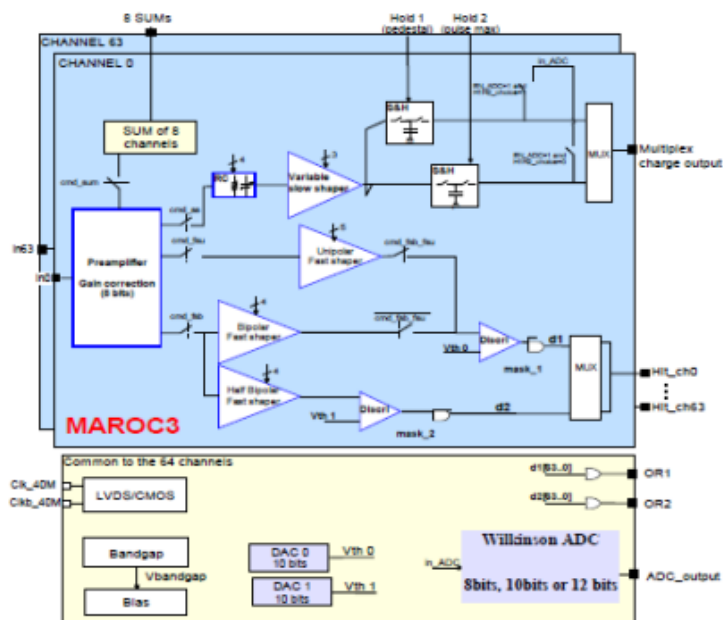 8 SUMs
Hold 1
(pedestal)
Hold 2
(pulse max)
CHANNEL 63
CHANNEL 0
in_ADC
SUM of 8
channels
S&H
S&H
MUX
Multiplex
charge output
cmd_sum
RC
4
3
Variable
slow shaper
cmd_ss
In63
In0
Preamplifier
Gain correction
(8 bits)
cmd_fsu
5
Unipolar
Fast shaper
cmd_fsb_fsu
cmd_fsb
4
Bipolar
Fast shaper
cmd_fsb_fsu
Vth 0
Discri
d1
mask_1
MUX
Hit_ch0
Hit_ch63
4
Half Bipolar
Fast shaper
Vth 1
Discri
d2
mask_2
MAROC3
Common to the 64 channels
Clk_40M
Clkb_40M
LVDS/CMOS
d1[63..0]
OR1
d2[63..0]
OR2
Bandgap
Vbandgap
Bias
DAC 0
10 bits
Vth 0
DAC 1
10 bits
Vth 1
in_ADC
Wilkinson ADC
8bits, 10bits or 12 bits
ADC_output